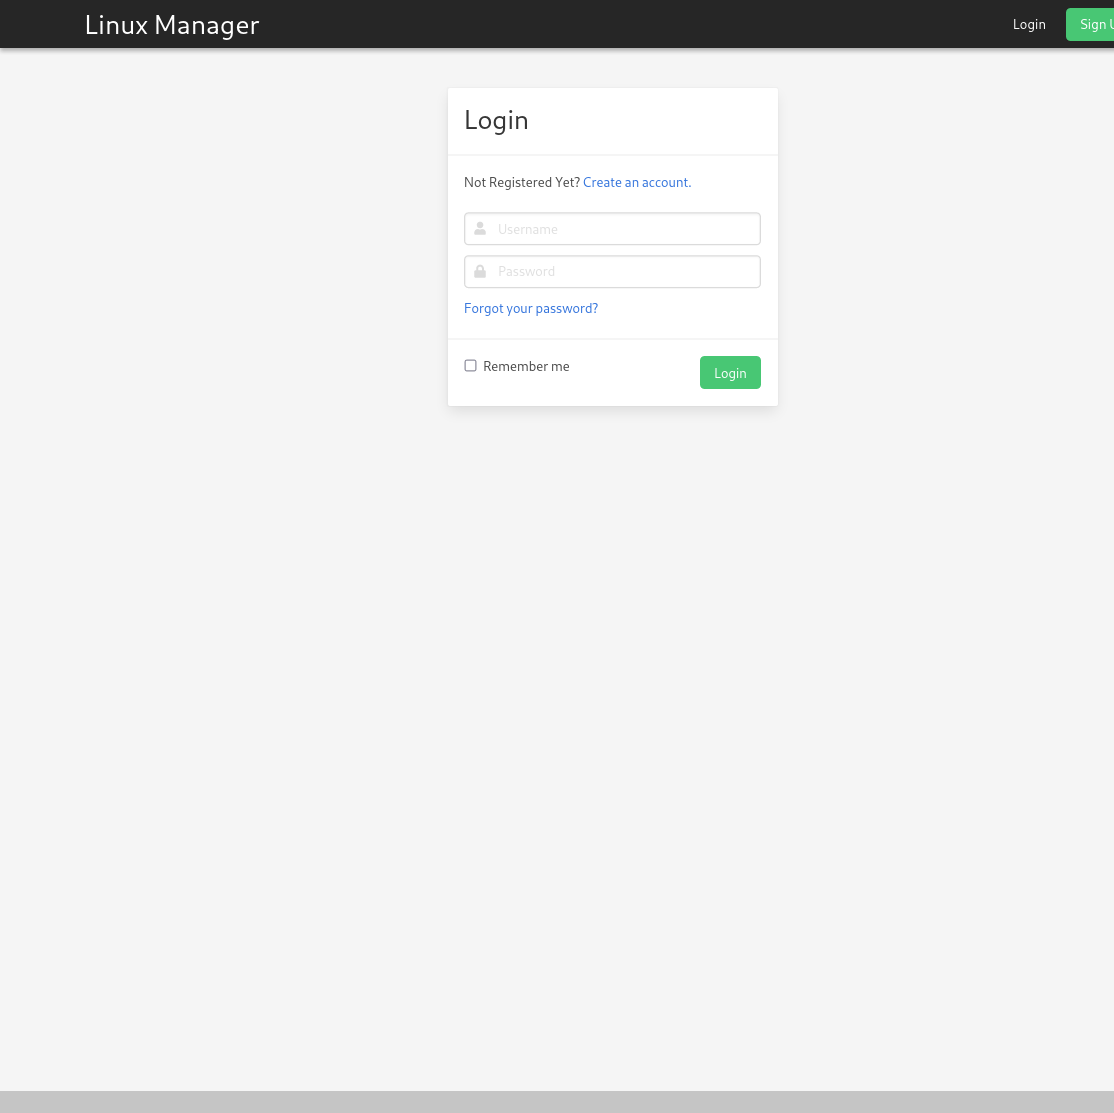 Linux Manager
Login
Sign U
Login
Not Registered Yet? Create an account.
Username
Password
Forgot your password?
Remember me
Login